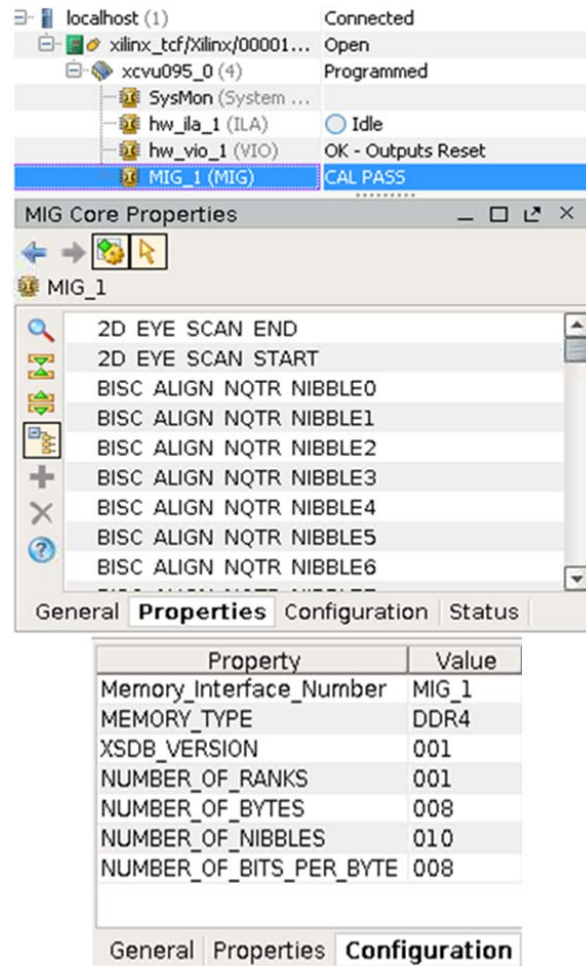 localhost (1) Connected
xilinx_tcf/Xilinx/00001... Open
xcvu095_0 (4) Programmed
SysMon (System ...
hw_ila_1 (ILA) Idle
hw_vio_1 (VIO) OK - Outputs Reset
MIG_1 (MIG) CAL PASS
MIG Core Properties
MIG_1
2D EYE SCAN END
2D EYE SCAN START
BISC ALIGN NQTR NIBBLE0
BISC ALIGN NQTR NIBBLE1
BISC ALIGN NQTR NIBBLE2
BISC ALIGN NQTR NIBBLE3
BISC ALIGN NQTR NIBBLE4
BISC ALIGN NQTR NIBBLE5
BISC ALIGN NQTR NIBBLE6
General Properties Configuration Status
Property Value
Memory_Interface_Number MIG_1
MEMORY_TYPE DDR4
XSDB_VERSION 001
NUMBER_OF_RANKS 001
NUMBER_OF_BYTES 008
NUMBER_OF_NIBBLES 010
NUMBER_OF_BITS_PER_BYTE 008
General Properties Configuration